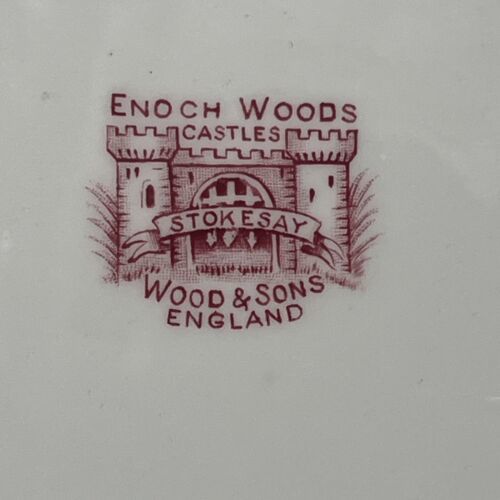 ENOCH WOODS
CASTLES
STOKESAY
WOOD & SONS
ENGLAND